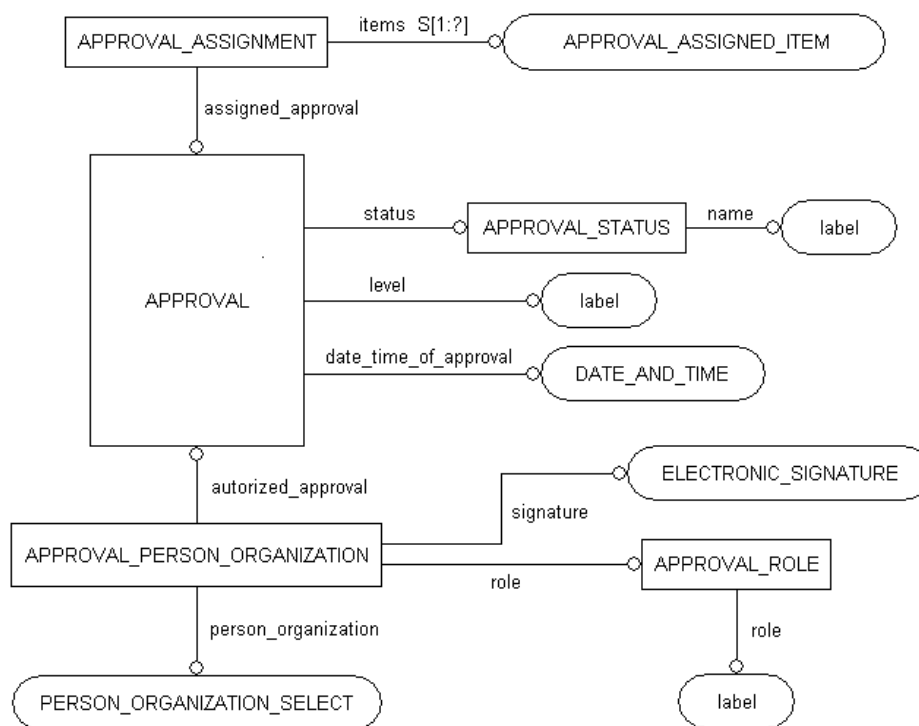 items S[1:?]
APPROVAL_ASSIGNMENT
APPROVAL_ASSIGNED_ITEM
assigned_approval
status
name
APPROVAL_STATUS
label
level
APPROVAL
label
date_time_of_approval
DATE_AND_TIME
ELECTRONIC_SIGNATURE
autorized_approval
signature
APPROVAL_PERSON_ORGANIZATION
APPROVAL_ROLE
role
person_organization
role
PERSON_ORGANIZATION_SELECT
label